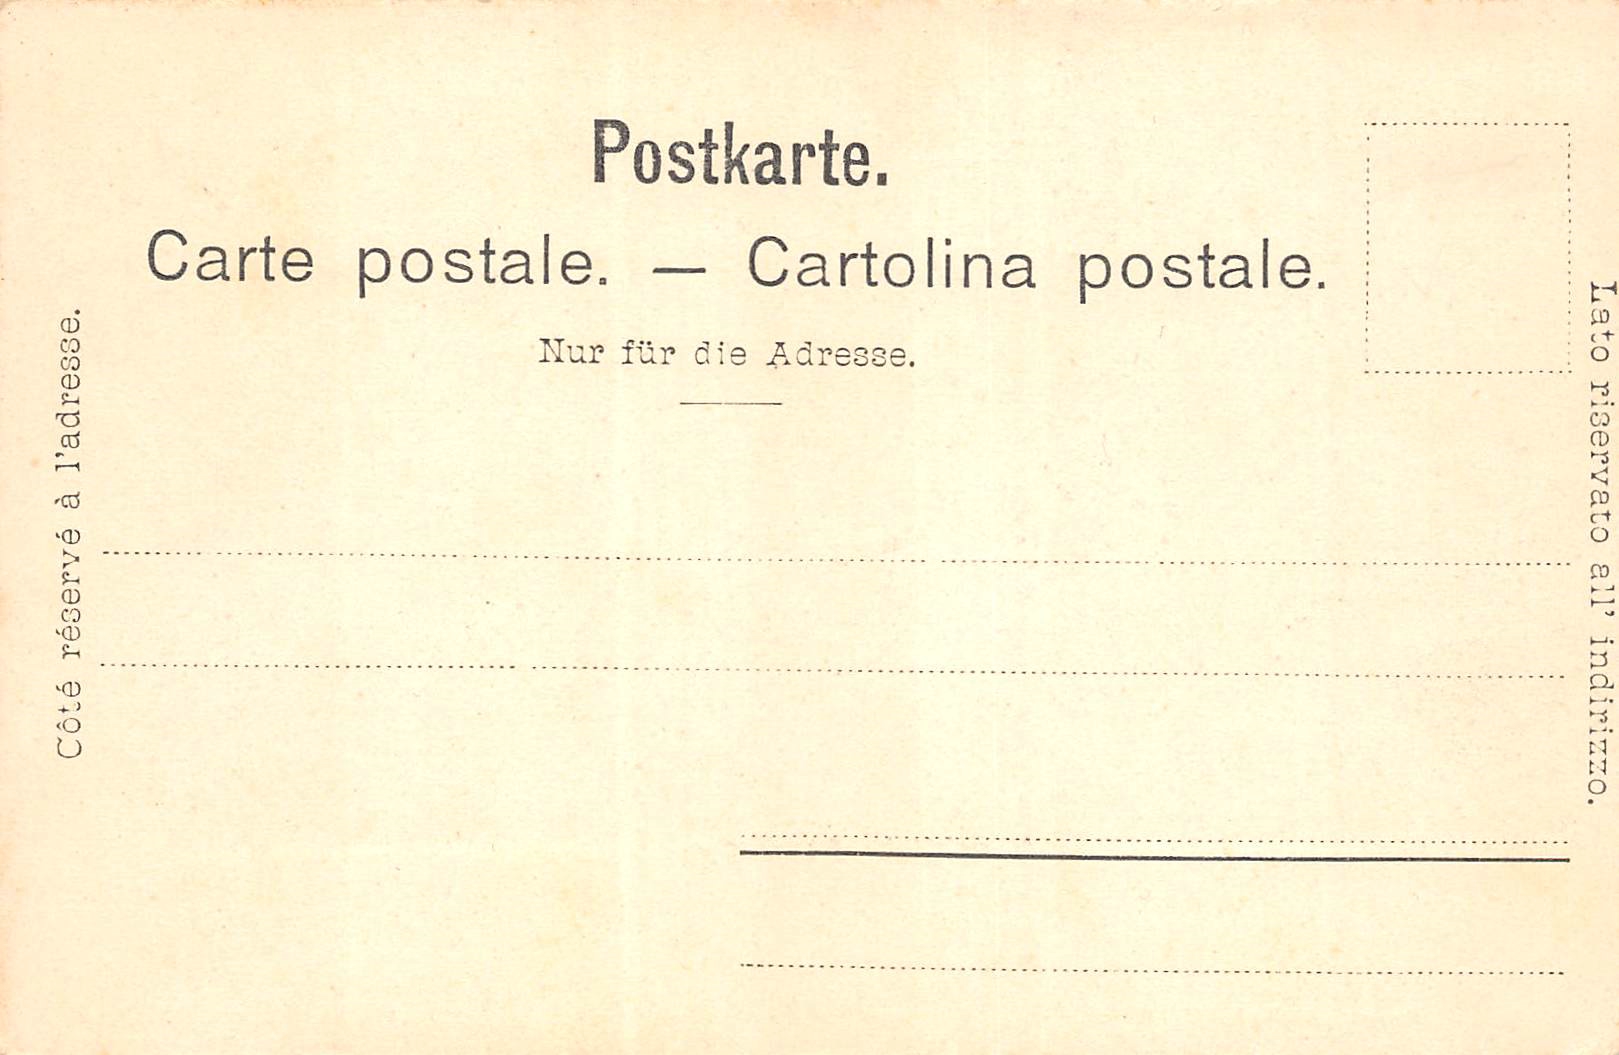 Postkarte.
Carte postale. — Cartolina postale.
Nur für die Adresse.
Côté réservé à l'adresse.
Lato riservato all' indirizzo.